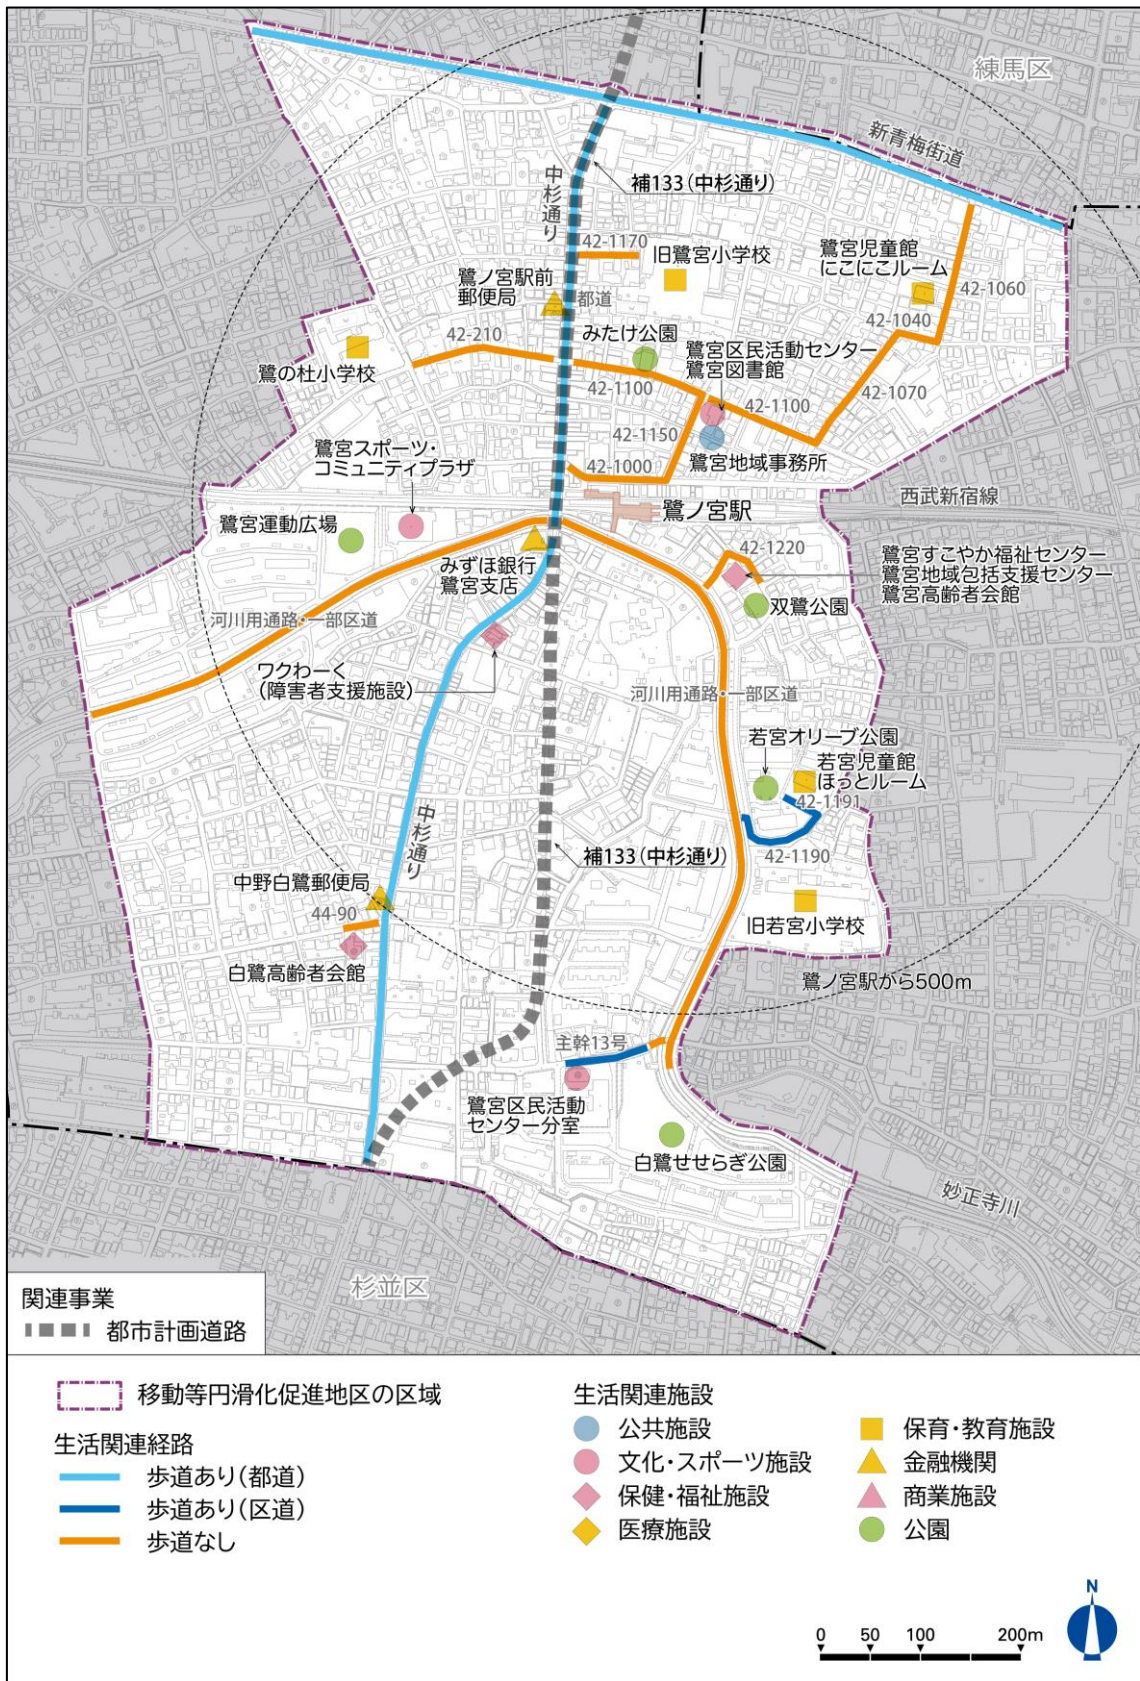 練馬区
新青梅街道
中杉通り
補133(中杉通り)
42-1170
旧鷺宮小学校
鷺宮児童館
にこにこルーム
42-1060
鷺ノ宮駅前
郵便局
都道
42-1040
みたけ公園
42-210
鷺宮区民活動センター
鷺宮図書館
鷺の杜小学校
42-1100
42-1100
42-1070
42-1150
鷺宮地域事務所
鷺宮スポーツ・
コミュニティプラザ
42-1000
西武新宿線
鷺ノ宮駅
鷺宮運動広場
42-1220
みずほ銀行
鷺宮支店
鷺宮すこやか福祉センター
鷺宮地域包括支援センター
鷺宮高齢者会館
双鷺公園
河川用通路・一部区道
ワクわーく
(障害者支援施設)
河川用通路・一部区道
若宮オリーブ公園
若宮児童館
ほっとルーム
42-1191
中杉通り
補133(中杉通り)
42-1190
中野白鷺郵便局
44-90
旧若宮小学校
白鷺高齢者会館
鷺ノ宮駅から500m
主幹13号
鷺宮区民活動
センター分室
白鷺せせらぎ公園
妙正寺川
杉並区
関連事業
都市計画道路
移動等円滑化促進地区の区域
生活関連経路
歩道あり(都道)
歩道あり(区道)
歩道なし
生活関連施設
公共施設
文化・スポーツ施設
保健・福祉施設
医療施設
保育・教育施設
金融機関
商業施設
公園
N
0 50 100 200m